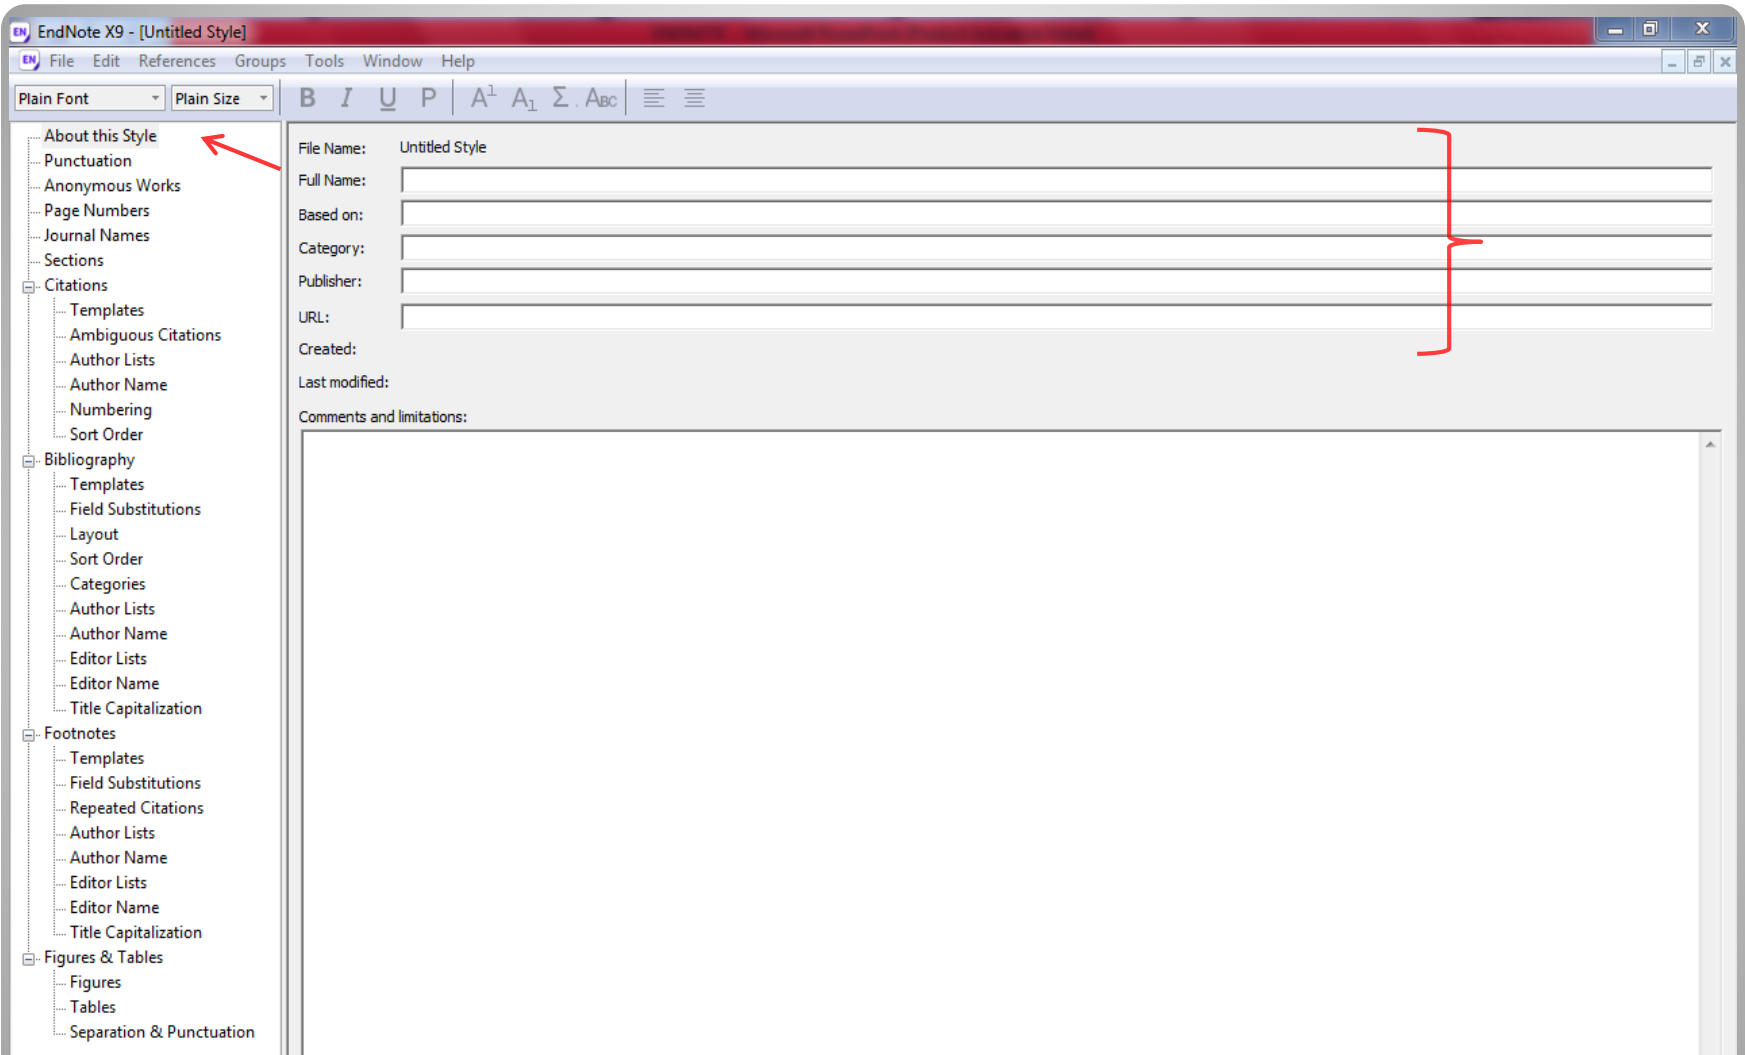 EndNote X9 - [Untitled Style]
File Edit References Groups Tools Window Help
Plain Font Plain Size B I U P A1 A1 Σ ABC
About this Style
Punctuation
Anonymous Works
Page Numbers
Journal Names
Sections
Citations
Templates
Ambiguous Citations
Author Lists
Author Name
Numbering
Sort Order
Bibliography
Templates
Field Substitutions
Layout
Sort Order
Categories
Author Lists
Author Name
Editor Lists
Editor Name
Title Capitalization
Footnotes
Templates
Field Substitutions
Repeated Citations
Author Lists
Author Name
Editor Lists
Editor Name
Title Capitalization
Figures & Tables
Figures
Tables
Separation & Punctuation
File Name: Untitled Style
Full Name:
Based on:
Category:
Publisher:
URL:
Created:
Last modified:
Comments and limitations: